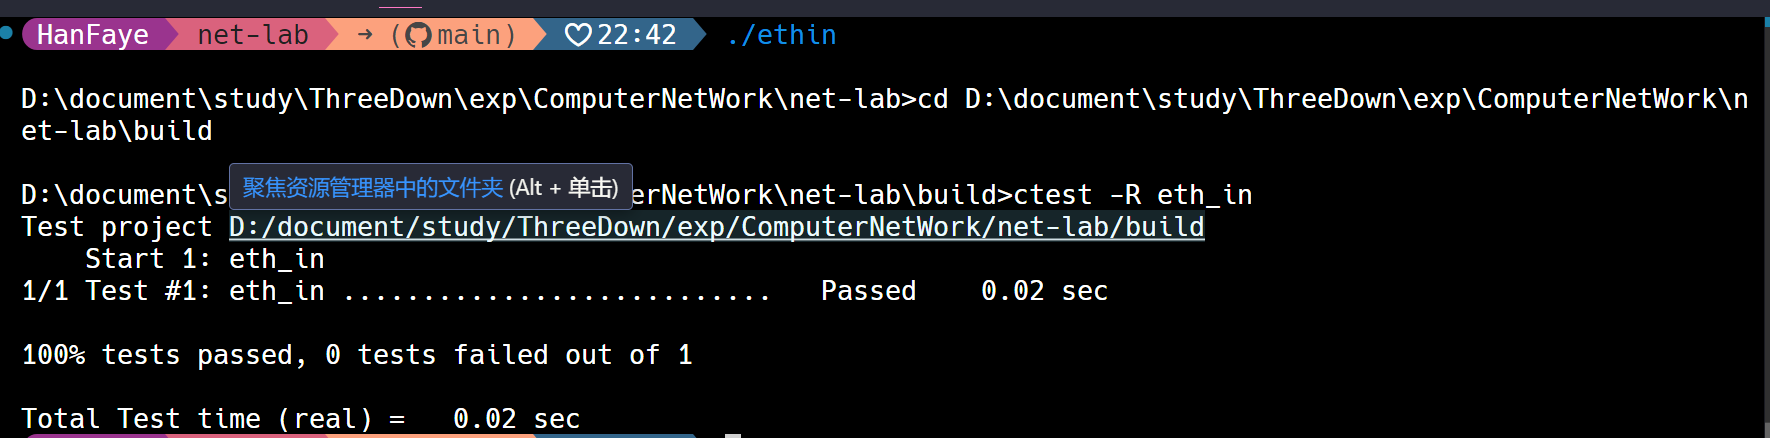 HanFaye net-lab → (main) ♡22:42 ./ethin
D:\document\study\ThreeDown\exp\ComputerNetWork\net-lab>cd D:\document\study\ThreeDown\exp\ComputerNetWork\n
et-lab\build
聚焦资源管理器中的文件夹 (Alt + 单击)
D:\document\s erNetWork\net-lab\build>ctest -R eth_in
Test project D:/document/study/ThreeDown/exp/ComputerNetWork/net-lab/build
Start 1: eth_in
1/1 Test #1: eth_in ........................... Passed 0.02 sec
100% tests passed, 0 tests failed out of 1
Total Test time (real) = 0.02 sec